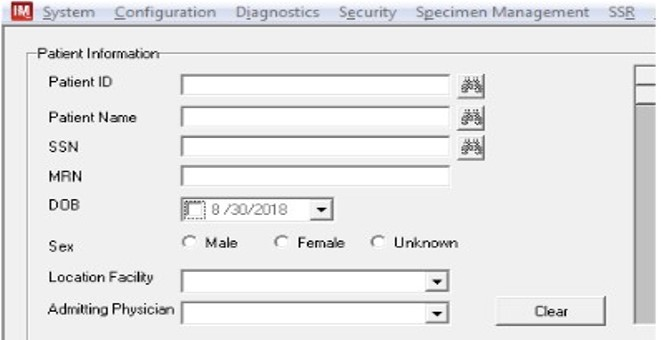 IM System Configuration Diagnostics Security Specimen Management SSR
Patient Information
Patient ID
Patient Name
SSN
MRN
DOB 8 /30/2018
Sex Male Female Unknown
Location Facility
Admitting Physician Clear